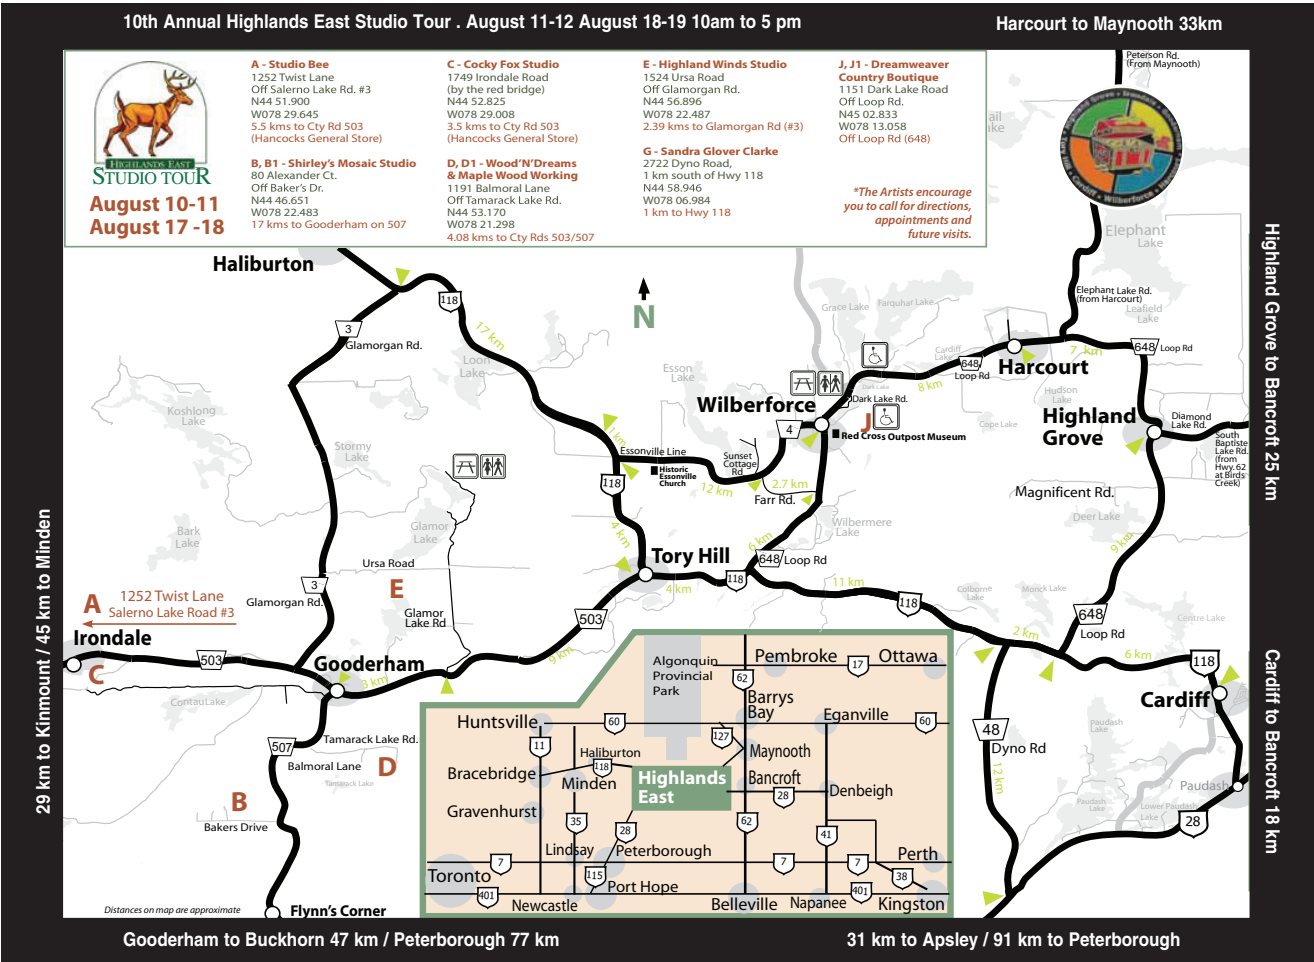 10th Annual Highlands East Studio Tour . August 11-12 August 18-19 10am to 5 pm
Harcourt to Maynooth 33km
HIGHLANDS EAST
STUDIO TOUR
August 10-11
August 17 -18
A - Studio Bee
1252 Twist Lane
Off Salerno Lake Rd. #3
N44 51.900
W078 29.645
5.5 kms to Cty Rd 503
(Hancocks General Store)
B, B1 - Shirley's Mosaic Studio
80 Alexander Ct.
Off Baker's Dr.
N44 46.651
W078 22.483
17 kms to Gooderham on 507
C - Cocky Fox Studio
1749 Irondale Road
(by the red bridge)
N44 52.825
W078 29.008
3.5 kms to Cty Rd 503
(Hancocks General Store)
D, D1 - Wood'N'Dreams
& Maple Wood Working
1191 Balmoral Lane
Off Tamarack Lake Rd.
N44 53.170
W078 21.298
4.08 kms to Cty Rds 503/507
E - Highland Winds Studio
1524 Ursa Road
Off Glamorgan Rd.
N44 56.896
W078 22.487
2.39 kms to Glamorgan Rd (#3)
G - Sandra Glover Clarke
2722 Dyno Road,
1 km south of Hwy 118
N44 58.946
W078 06.984
1 km to Hwy 118
J, J1 - Dreamweaver
Country Boutique
1151 Dark Lake Road
Off Loop Rd.
N45 02.833
W078 13.058
Off Loop Rd (648)
*The Artists encourage
you to call for directions,
appointments and
future visits.
Peterson Rd.
(From Maynooth)
Elephant
Lake
Elephant Lake Rd.
(from Harcourt)
Leafield
Lake
Haliburton
118
3
Glamorgan Rd.
17 km
N
Grace Lake
Farquhar Lake
Loon
Lake
Esson
Lake
Cardiff
Lake
648
Loop Rd
8 km
Harcourt
7 km
648
Loop Rd
Dark Lake
Dark Lake Rd.
Hudson
Lake
Cope Lake
Wilberforce
J
4
Red Cross Outpost Museum
Highland
Grove
Diamond
Lake Rd.
South
Baptiste
Lake Rd.
(from
Hwy. 62
at Birds
Creek)
Koshlong
Lake
Stormy
Lake
1 km
Essonville Line
Historic
Essonville
Church
Sunset
Cottage
Rd
12 km
2.7 km
Farr Rd.
118
4 km
Magnificent Rd.
Deer Lake
9 km
Bark
Lake
Glamor
Lake
Wilbermere
Lake
6 km
Tory Hill
648
Loop Rd
118
4 km
11 km
118
Ursa Road
E
3
Glamorgan Rd.
Glamor
Lake Rd
503
9 km
Colborne
Lake
Monck Lake
648
Loop Rd
Centre Lake
2 km
6 km
118
Cardiff
A
1252 Twist Lane
Salerno Lake Road #3
Irondale
C
503
Gooderham
3 km
Contau Lake
507
Tamarack Lake Rd.
Balmoral Lane
D
Tamarack Lake
B
Bakers Drive
Flynn's Corner
Distances on map are approximate
48
Dyno Rd
12 km
Paudash
Lake
Paudash
Paudash
Lake
Lower Paudash
Lake
28
Algonquin
Provincial
Park
62
Pembroke
17
Ottawa
Barrys
Bay
Huntsville
60
Eganville
60
11
127
Maynooth
Haliburton
118
Bracebridge
Minden
Highlands
East
Bancroft
28
Denbeigh
Gravenhurst
35
28
62
41
Lindsay
Peterborough
7
7
7
Perth
Toronto
115
Port Hope
38
401
401
Newcastle
Belleville
Napanee
Kingston
29 km to Kinmount / 45 km to Minden
Highland Grove to Bancroft 25 km
Cardiff to Bancroft 18 km
Gooderham to Buckhorn 47 km / Peterborough 77 km
31 km to Apsley / 91 km to Peterborough